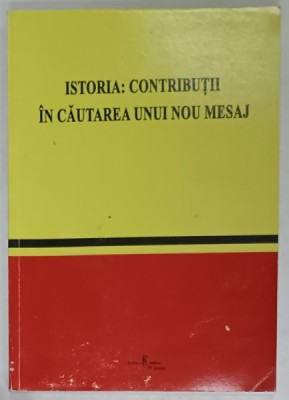 ISTORIA: CONTRIBUȚII
ÎN CĂUTAREA UNUI NOU MESAJ